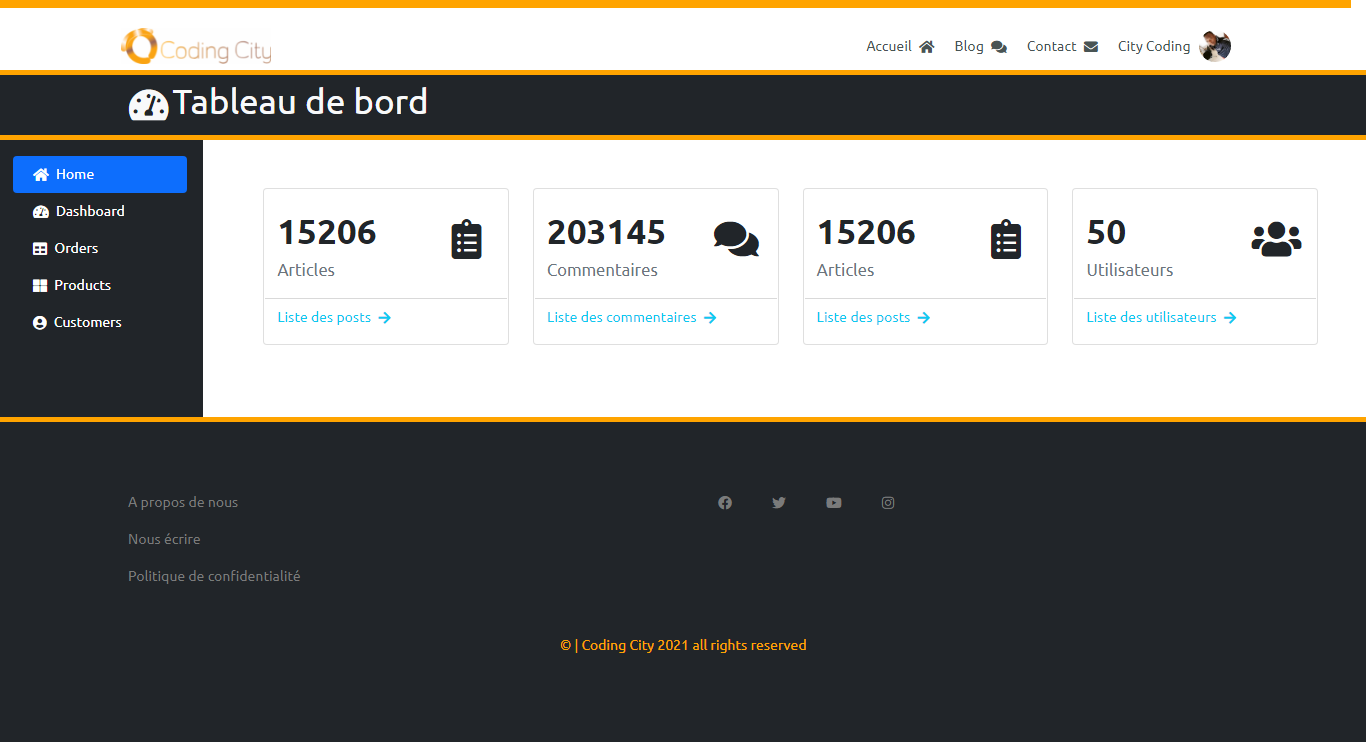 Coding City
Accueil Blog Contact City Coding
Tableau de bord
Home
Dashboard
Orders
Products
Customers
15206
Articles
Liste des posts
203145
Commentaires
Liste des commentaires
15206
Articles
Liste des posts
50
Utilisateurs
Liste des utilisateurs
A propos de nous
Nous écrire
Politique de confidentialité
© | Coding City 2021 all rights reserved